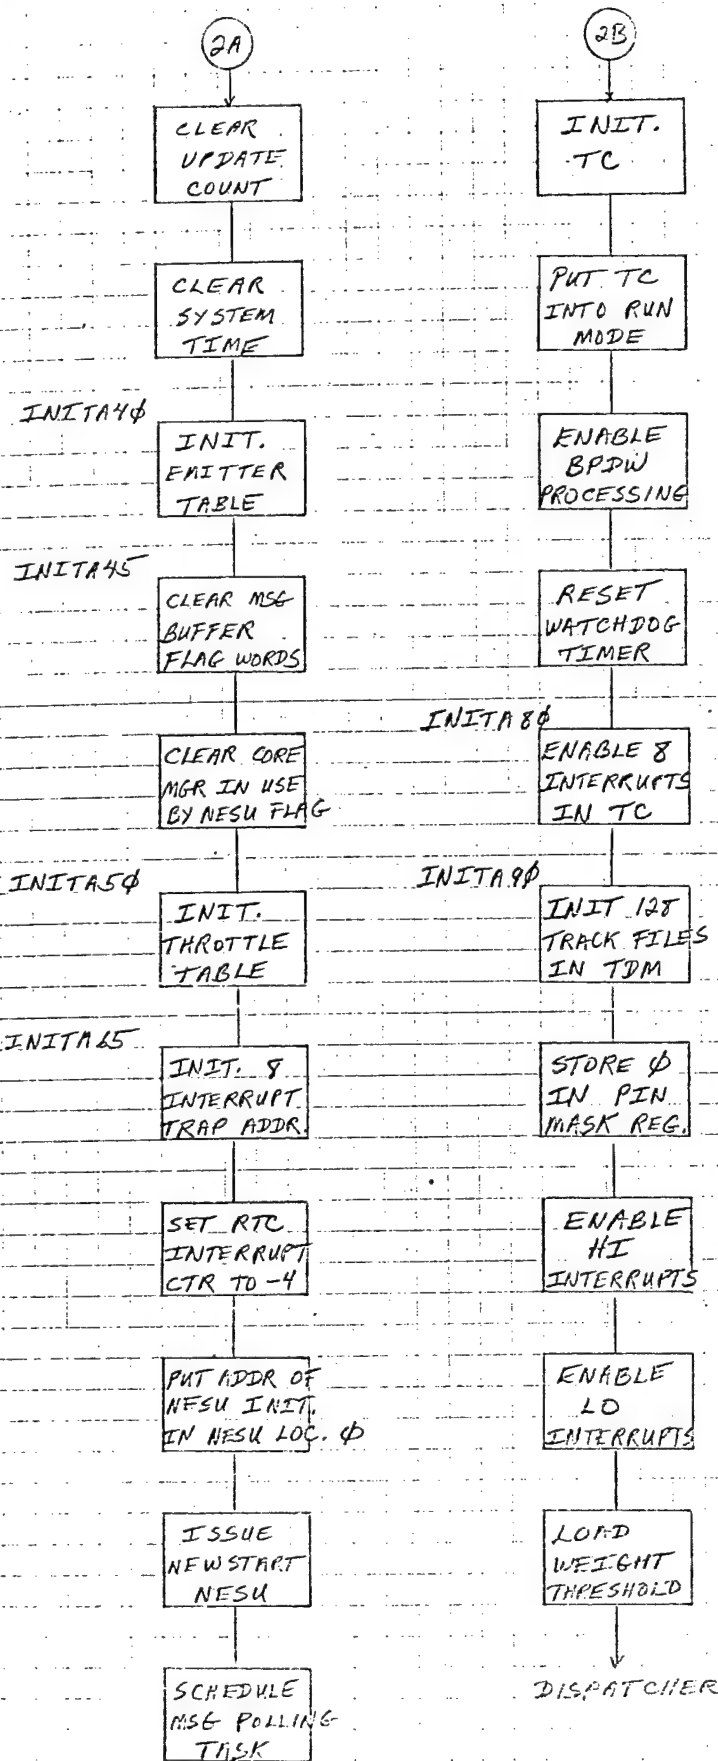 2A
CLEAR
UPDATE
COUNT
CLEAR
SYSTEM
TIME
INITA4Ø
INIT.
EMITTER
TABLE
INITA45
CLEAR MSG
BUFFER
FLAG WORDS
CLEAR CORE
MGR IN USE
BY NESU FLAG
INITA5Ø
INIT.
THROTTLE
TABLE
INITA65
INIT. 8
INTERRUPT
TRAP ADDR.
SET RTC
INTERRUPT
CTR TO -4
PUT ADDR OF
NESU INIT.
IN NESU LOC. Ø
ISSUE
NEWSTART
NESU
SCHEDULE
MSG POLLING
TASK
2B
INIT.
TC
PUT TC
INTO RUN
MODE
ENABLE
BPDW
PROCESSING
RESET
WATCHDOG
TIMER
INITA8Ø
ENABLE 8
INTERRUPTS
IN TC
INITA9Ø
INIT 128
TRACK FILES
IN TDM
STORE Ø
IN PIN
MASK REG.
ENABLE
HI
INTERRUPTS
ENABLE
LO
INTERRUPTS
LOAD
WEIGHT
THRESHOLD
DISPATCHER